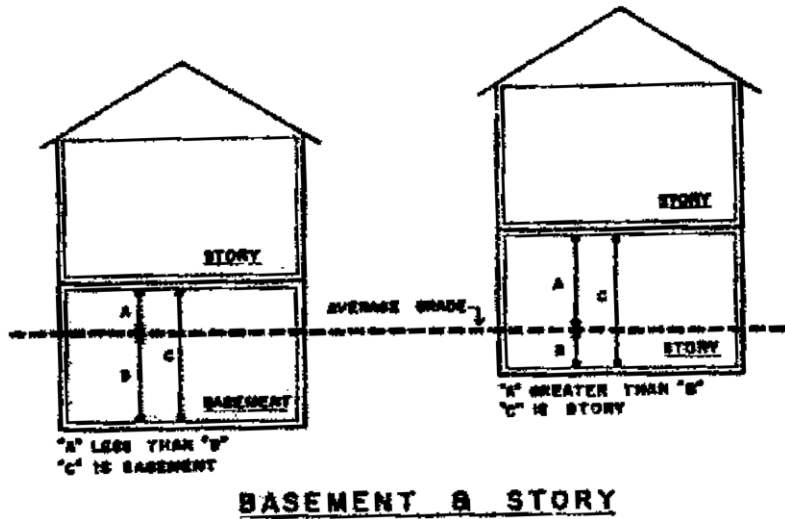 STORY
STORY
A
C
B
BASEMENT
AVERAGE GRADE
A
C
B
STORY
"A" LESS THAN "B"
"C" IS BASEMENT
"A" GREATER THAN "B"
"C" IS STORY
BASEMENT & STORY